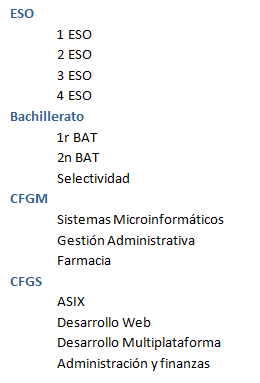 ESO
1 ESO
2 ESO
3 ESO
4 ESO
Bachillerato
1r BAT
2n BAT
Selectividad
CFGM
Sistemas Microinformáticos
Gestión Administrativa
Farmacia
CFGS
ASIX
Desarrollo Web
Desarrollo Multiplataforma
Administración y finanzas